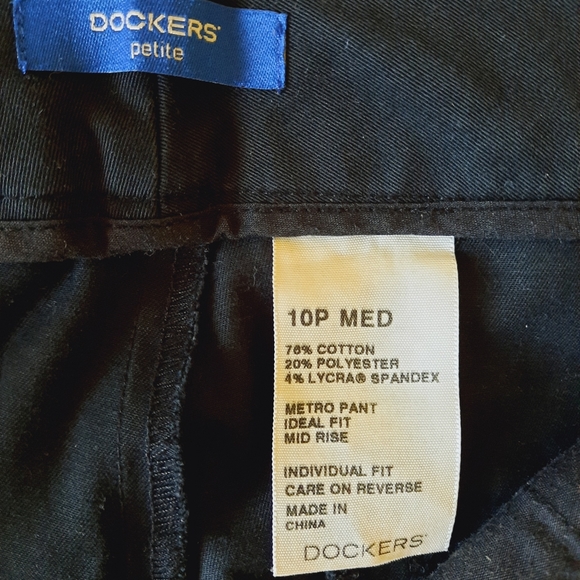 DOCKERS
petite
10P MED
76% COTTON
20% POLYESTER
4% LYCRA® SPANDEX
METRO PANT
IDEAL FIT
MID RISE
INDIVIDUAL FIT
CARE ON REVERSE
MADE IN
CHINA
DOCKERS